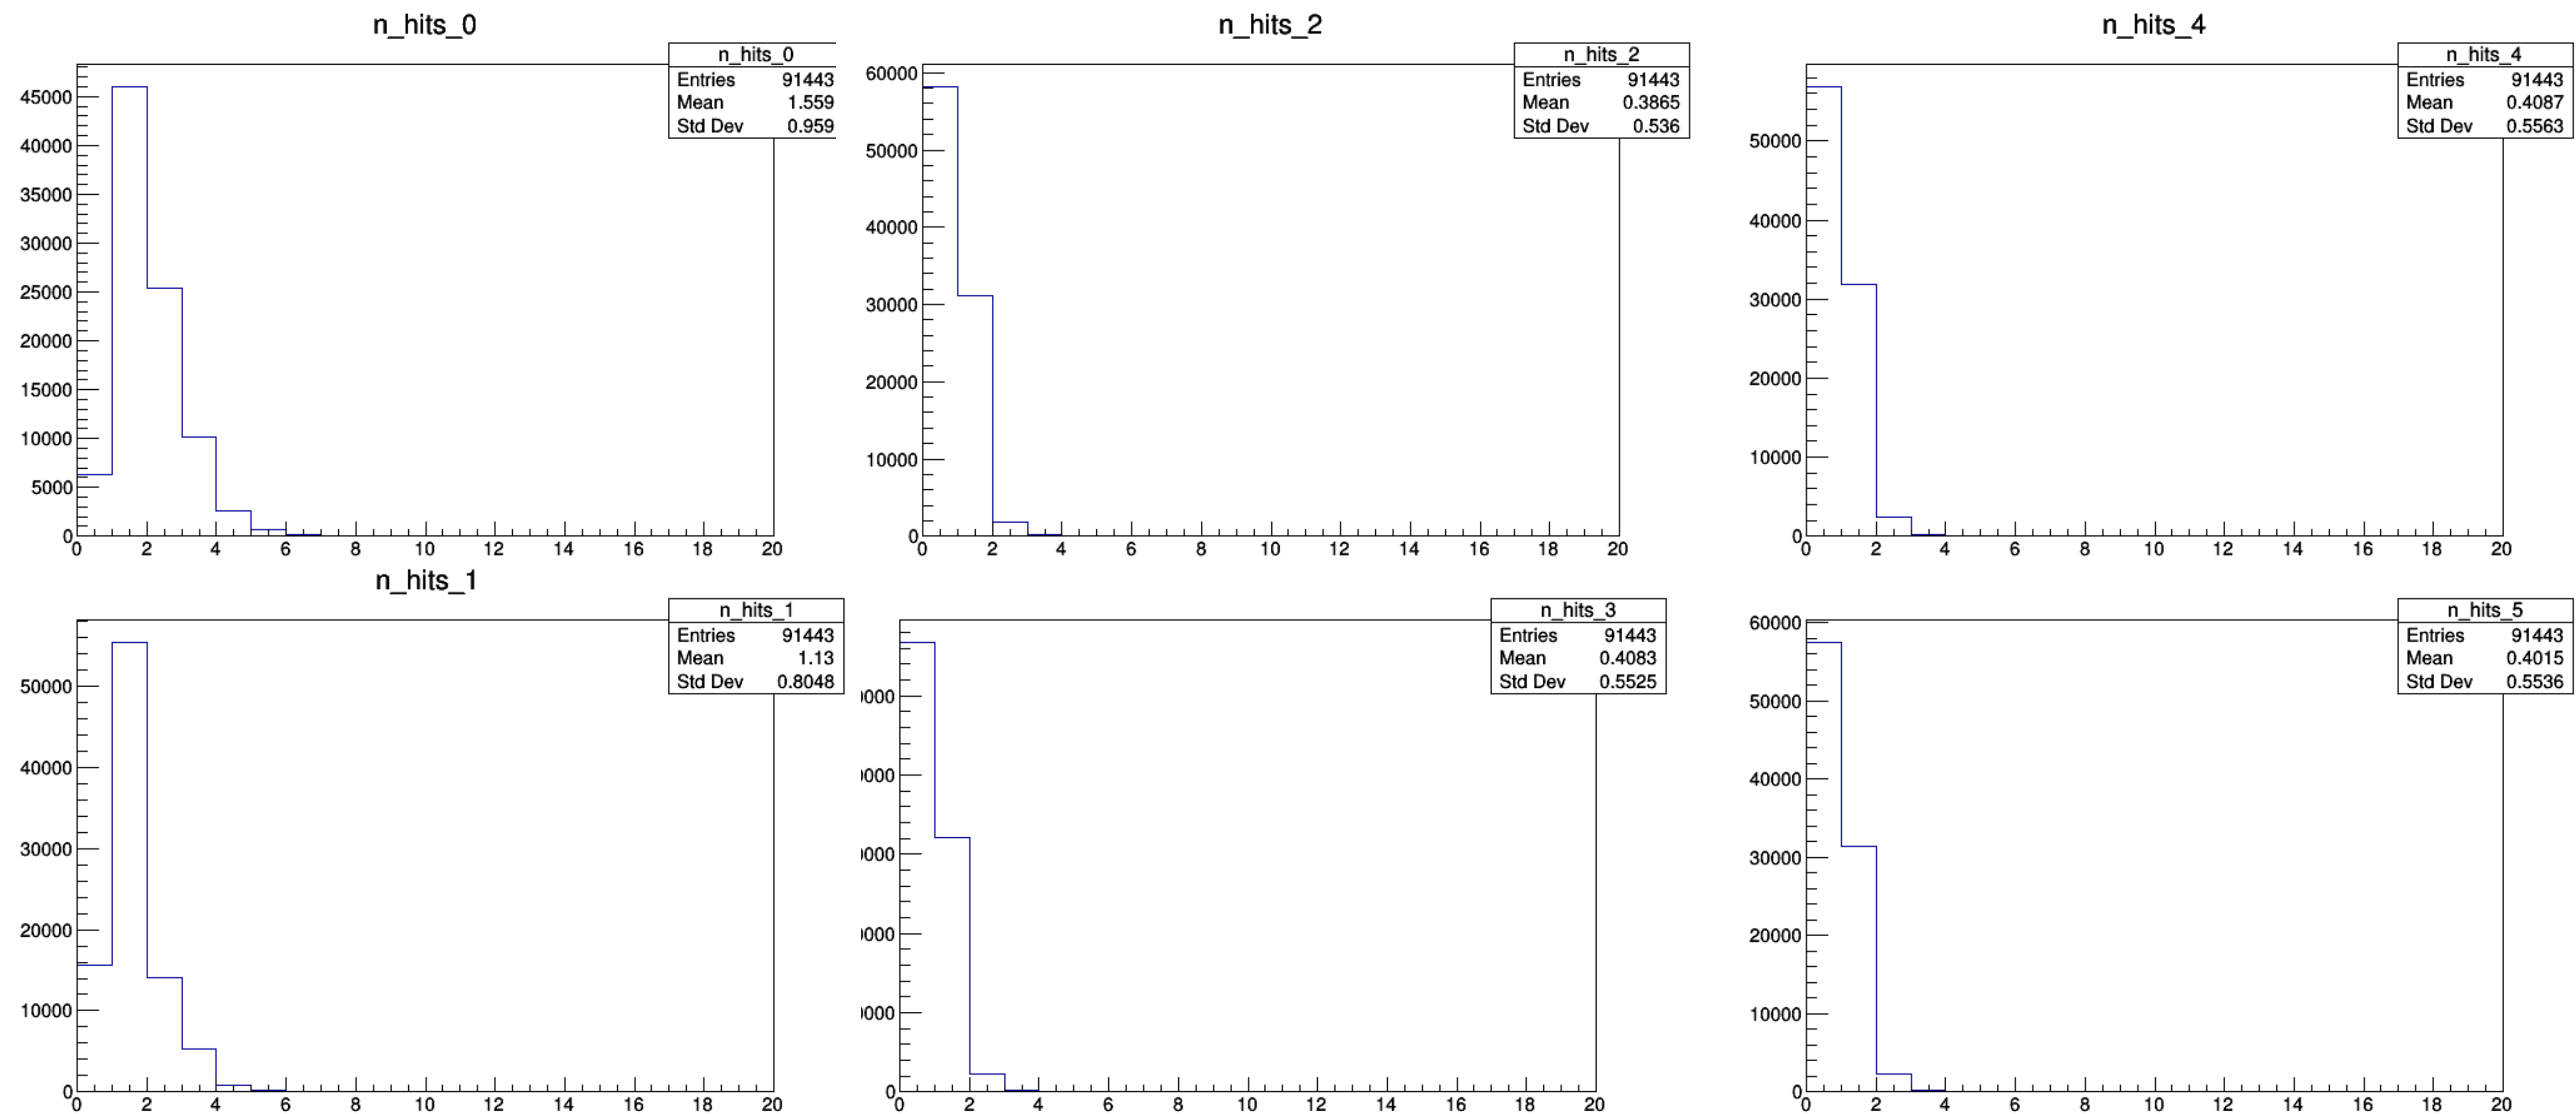 n_hits_0
n_hits_0
Entries 91443
Mean 1.559
Std Dev 0.959
45000
40000
35000
30000
25000
20000
15000
10000
5000
0
0 2 4 6 8 10 12 14 16 18 20
n_hits_2
n_hits_2
Entries 91443
Mean 0.3865
Std Dev 0.536
60000
50000
40000
30000
20000
10000
0
0 2 4 6 8 10 12 14 16 18 20
n_hits_4
n_hits_4
Entries 91443
Mean 0.4087
Std Dev 0.5563
50000
40000
30000
20000
10000
0
0 2 4 6 8 10 12 14 16 18 20
n_hits_1
n_hits_1
Entries 91443
Mean 1.13
Std Dev 0.8048
50000
40000
30000
20000
10000
0
0 2 4 6 8 10 12 14 16 18 20
n_hits_3
Entries 91443
Mean 0.4083
Std Dev 0.5525
0
0 2 4 6 8 10 12 14 16 18 20
n_hits_5
Entries 91443
Mean 0.4015
Std Dev 0.5536
60000
50000
40000
30000
20000
10000
0
0 2 4 6 8 10 12 14 16 18 20